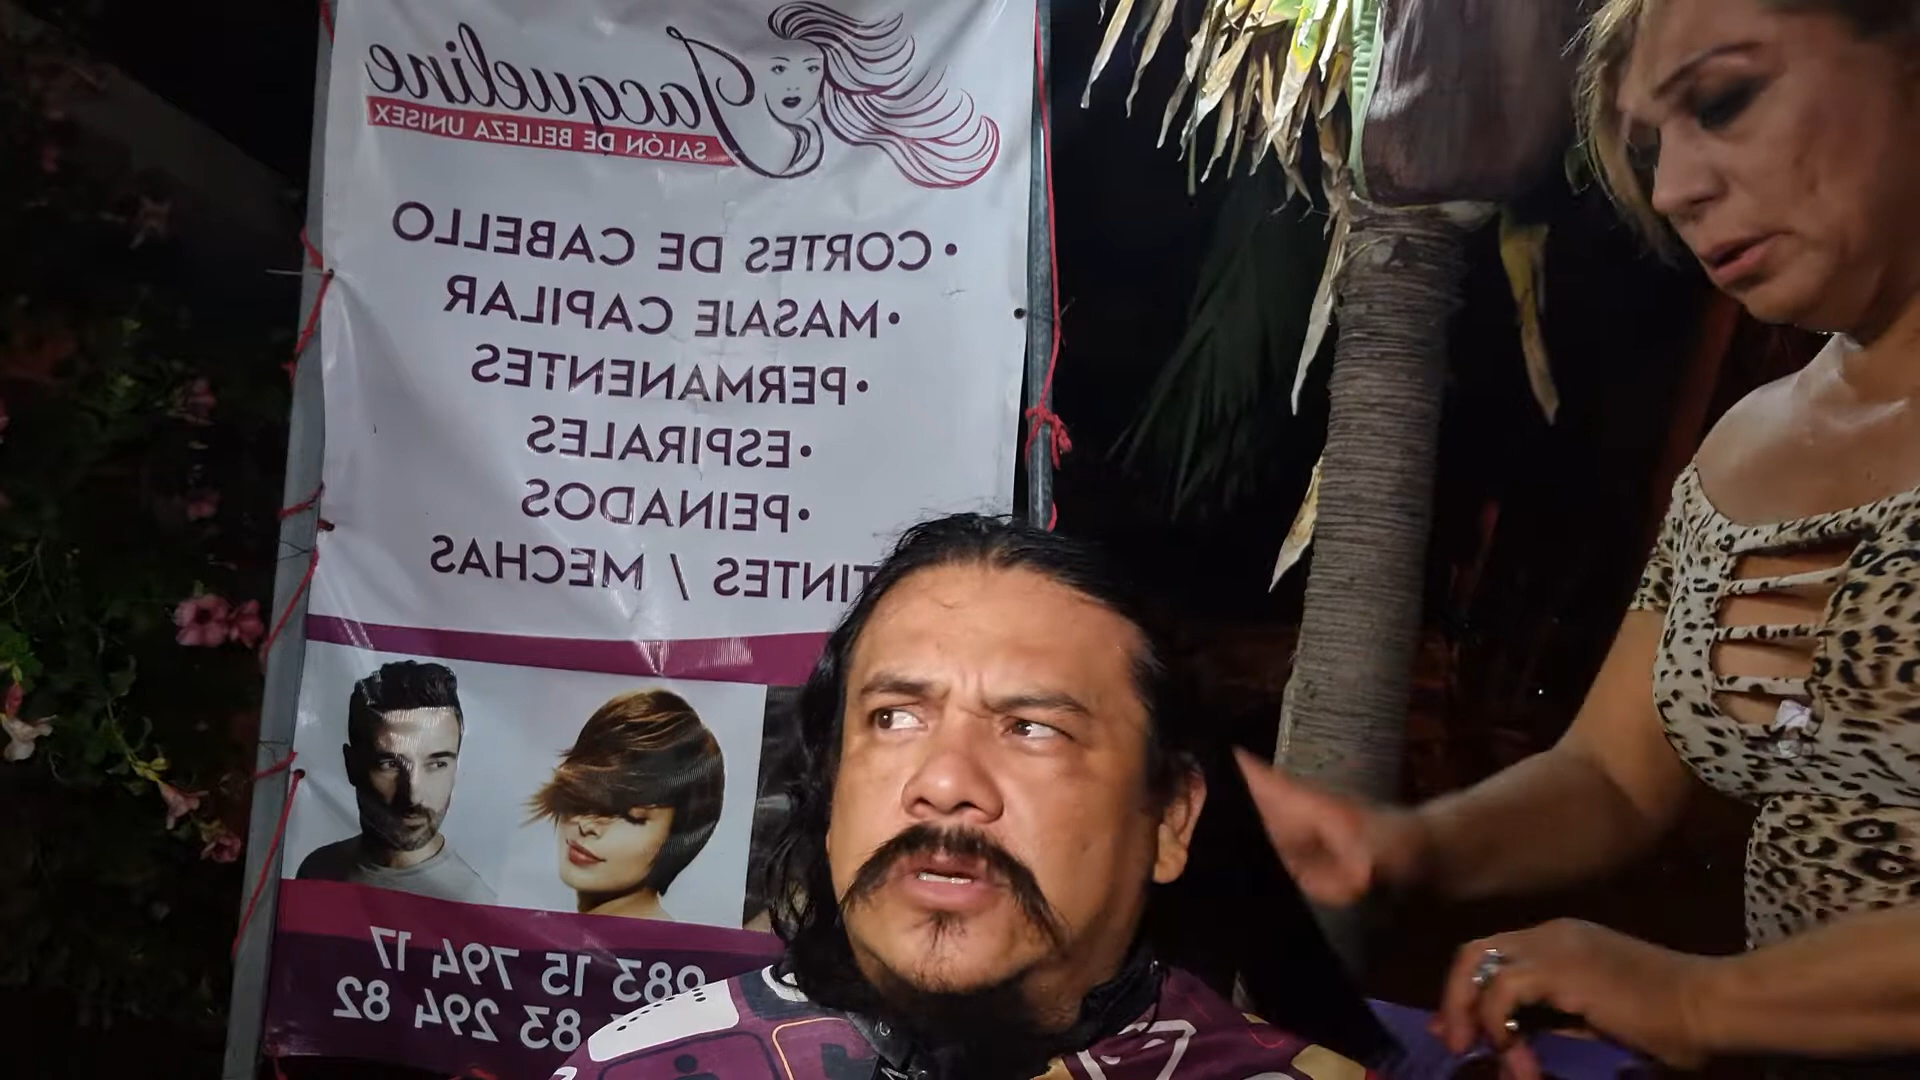 Jacqueline
SALÓN DE BELLEZA UNISEX
• CORTES DE CABELLO
• MASAJE CAPILAR
• PERMANENTES
• ESPIRALES
• PEINADOS
TINTES / MECHAS
983 15 794 17
83 294 82